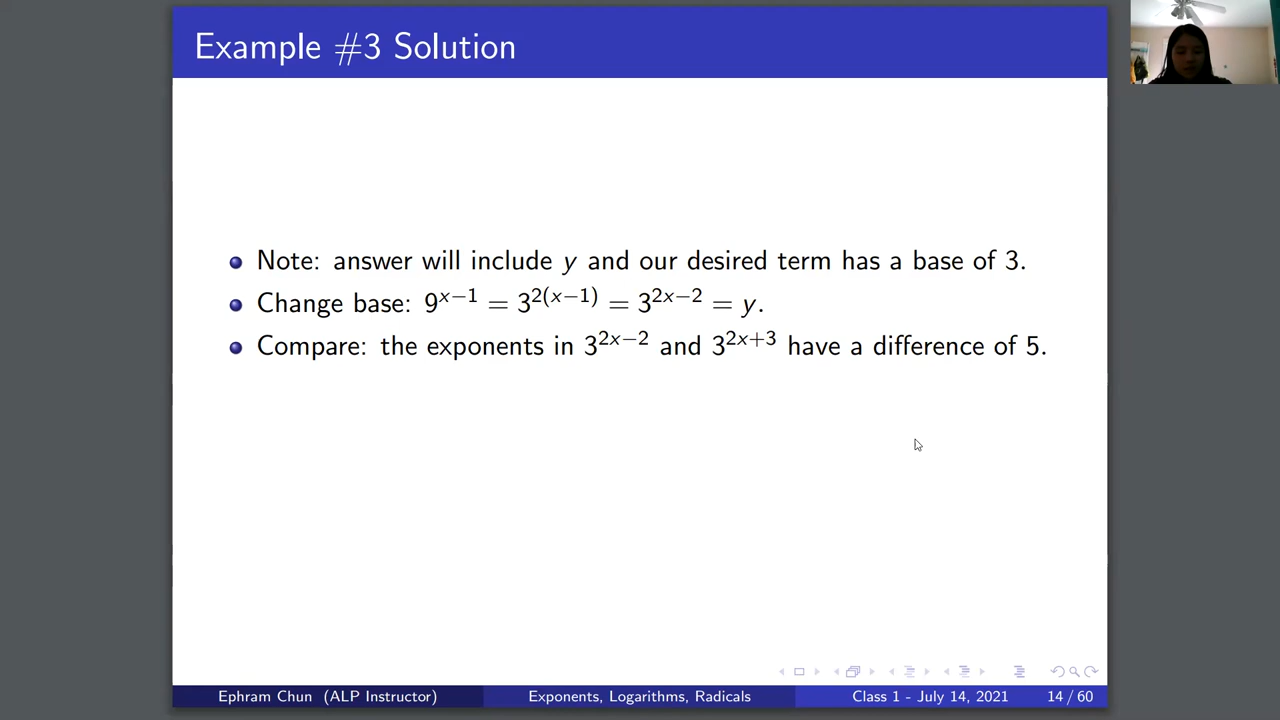 Example #3 Solution
Note: answer will include y and our desired term has a base of 3.
Change base: 9^{x−1} = 3^{2(x−1)} = 3^{2x−2} = y.
Compare: the exponents in 3^{2x−2} and 3^{2x+3} have a difference of 5.
Ephram Chun (ALP Instructor) Exponents, Logarithms, Radicals Class 1 - July 14, 2021 14 / 60